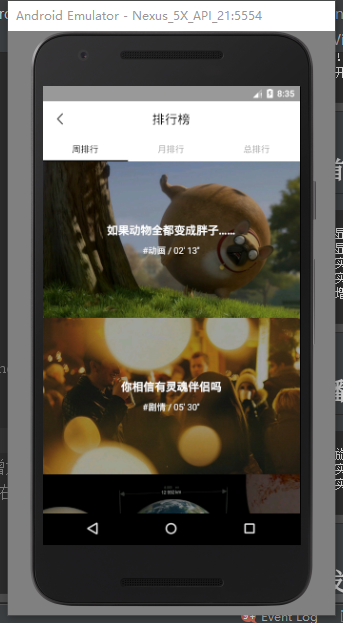 Android Emulator - Nexus_5X_API_21:5554
8:35
排行榜
周排行
月排行
总排行
如果动物全都变成胖子……
#动画 / 02' 13"
你相信有灵魂伴侣吗
#剧情 / 05' 30"
Event Log